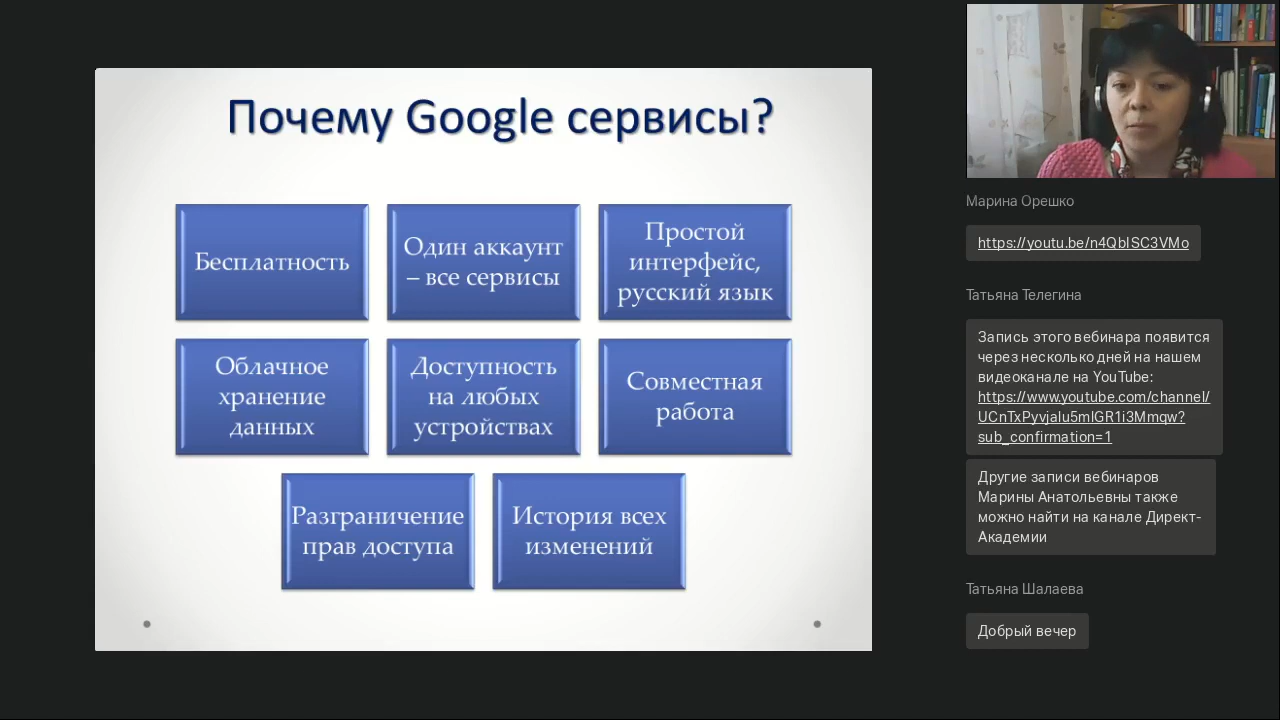 Почему Google сервисы?
Бесплатность
Один аккаунт
– все сервисы
Простой
интерфейс,
русский язык
Облачное
хранение
данных
Доступность
на любых
устройствах
Совместная
работа
Разграничение
прав доступа
История всех
изменений
Марина Орешко
https://youtu.be/n4QbISC3VMo
Татьяна Телегина
Запись этого вебинара появится
через несколько дней на нашем
видеоканале на YouTube:
https://www.youtube.com/channel/
UCnTxPyvjalu5mlGR1i3Mmqw?
sub_confirmation=1
Другие записи вебинаров
Марины Анатольевны также
можно найти на канале Директ-
Академии
Татьяна Шалаева
Добрый вечер